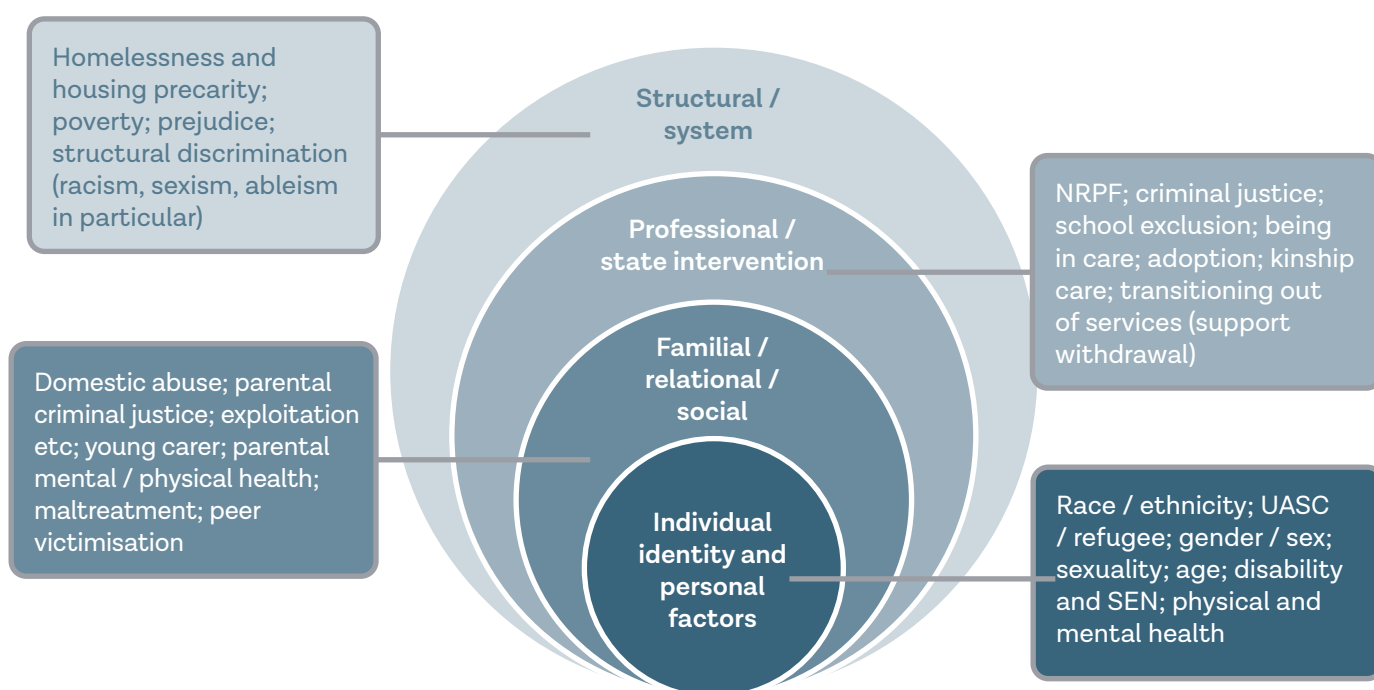 Homelessness and
housing precarity;
poverty; prejudice;
structural discrimination
(racism, sexism, ableism
in particular)
Structural /
system
Professional /
state intervention
NRPF; criminal justice;
school exclusion; being
in care; adoption; kinship
care; transitioning out
of services (support
withdrawal)
Familial /
relational /
social
Domestic abuse; parental
criminal justice; exploitation
etc; young carer; parental
mental / physical health;
maltreatment; peer
victimisation
Individual
identity and
personal
factors
Race / ethnicity; UASC
/ refugee; gender / sex;
sexuality; age; disability
and SEN; physical and
mental health